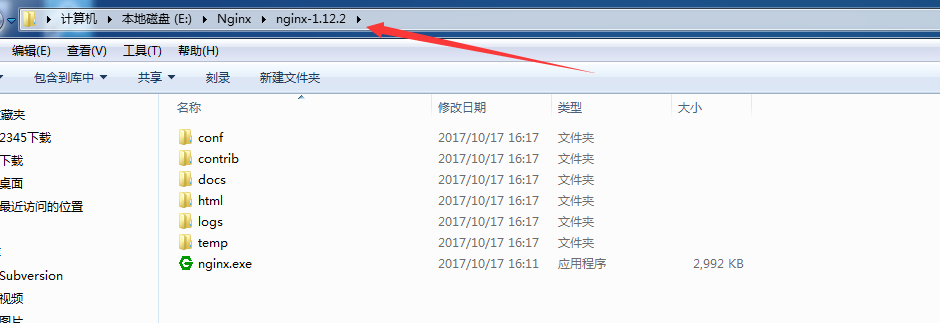 计算机 本地磁盘 (E:) Nginx nginx-1.12.2
编辑(E) 查看(V) 工具(T) 帮助(H)
包含到库中 共享 刻录 新建文件夹
名称 修改日期 类型 大小
藏夹
2345下载
下载
桌面
最近访问的位置
Subversion
视频
图片
conf 2017/10/17 16:17 文件夹
contrib 2017/10/17 16:17 文件夹
docs 2017/10/17 16:17 文件夹
html 2017/10/17 16:17 文件夹
logs 2017/10/17 16:17 文件夹
temp 2017/10/17 16:17 文件夹
nginx.exe 2017/10/17 16:11 应用程序 2,992 KB